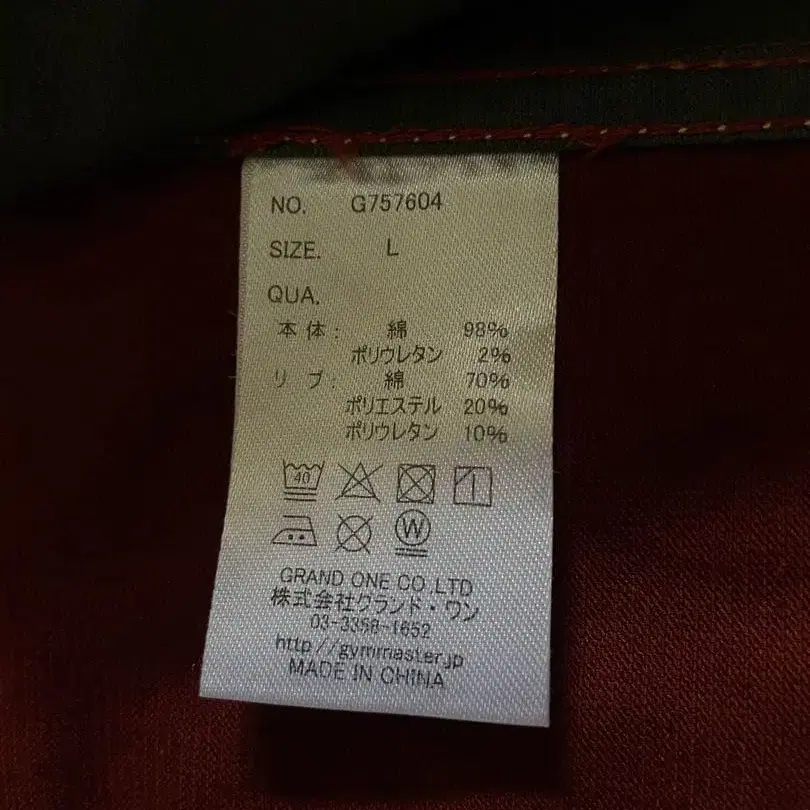 NO. G757604
SIZE. L
QUA.
本体: 綿 98%
ポリウレタン 2%
リブ: 綿 70%
ポリエステル 20%
ポリウレタン 10%
40
W
GRAND ONE CO.LTD
株式会社グランド・ワン
03-3358-1652
http://gymmaster.jp
MADE IN CHINA